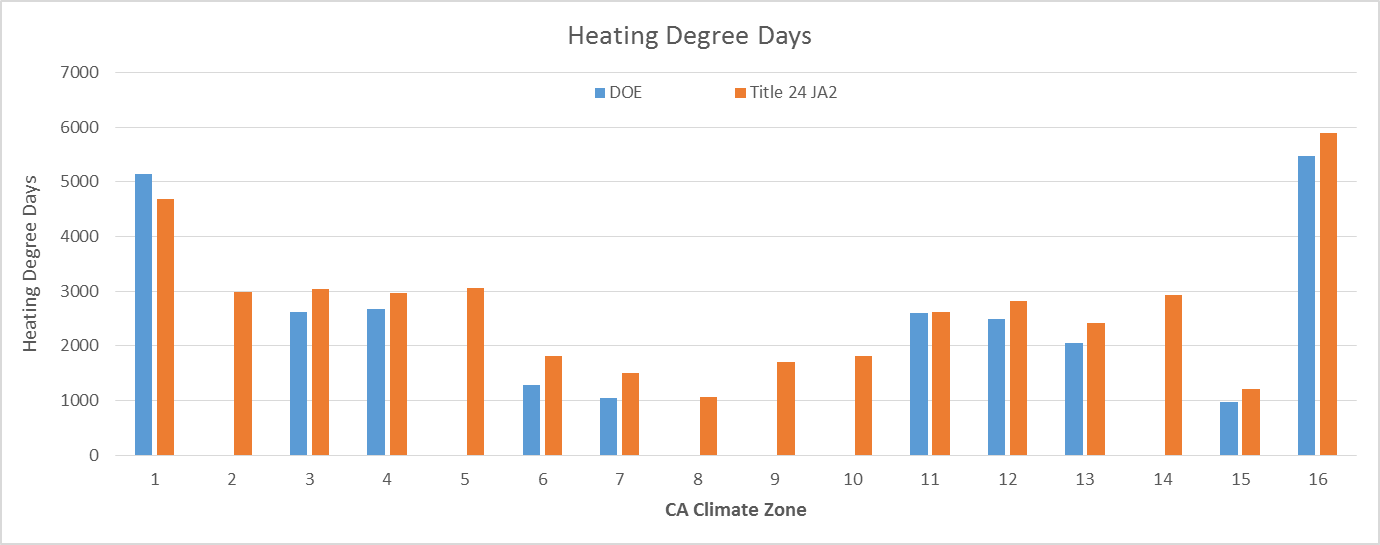 Heating Degree Days
DOE Title 24 JA2
7000
6000
5000
4000
3000
2000
1000
0
Heating Degree Days
1 2 3 4 5 6 7 8 9 10 11 12 13 14 15 16
CA Climate Zone